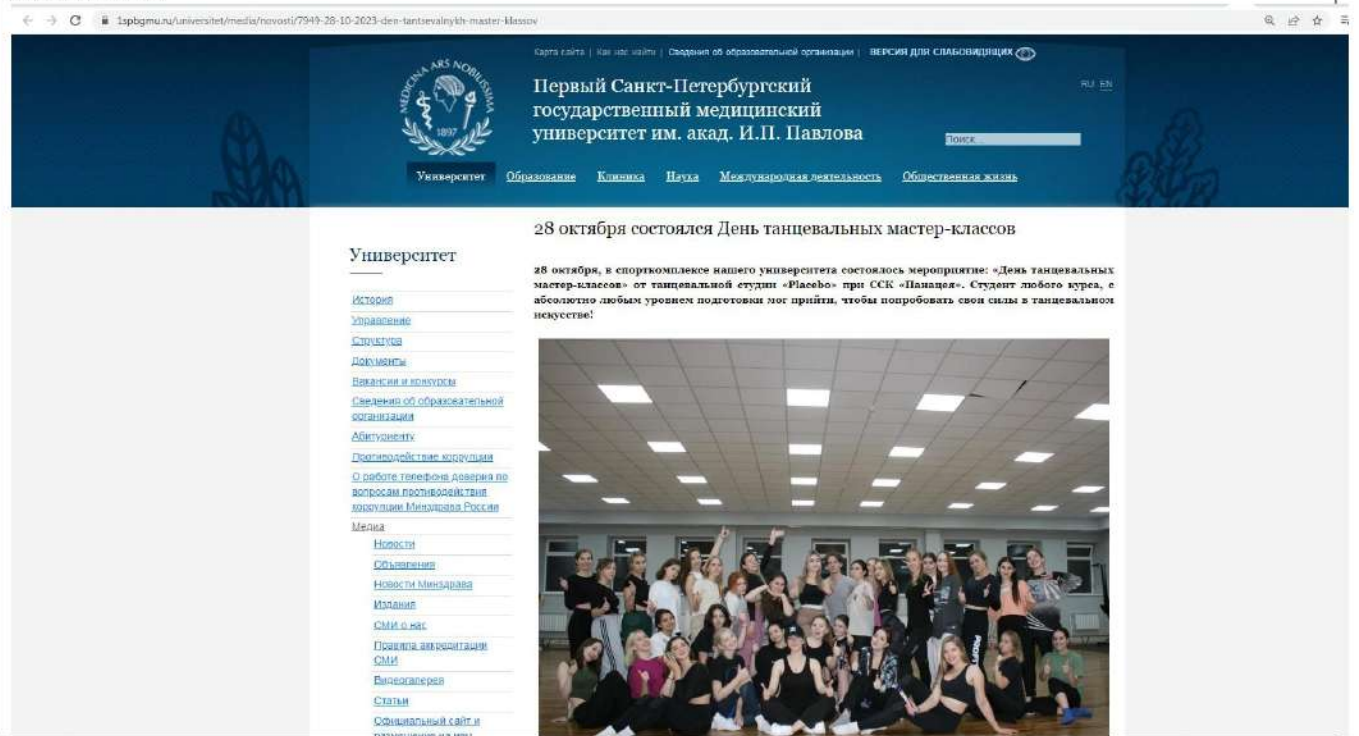 1spbgmu.ru/universitet/media/novosti/7949-28-10-2023-den-tantsevalnykh-master-klassov
Карта сайта | Как нас найти | Сведения об образовательной организации | ВЕРСИЯ ДЛЯ СЛАБОВИДЯЩИХ
MEDICINA ARS NOBILISSIMA
1897
Первый Санкт-Петербургский
государственный медицинский
университет им. акад. И.П. Павлова
RU EN
Поиск...
Университет Образование Клиника Наука Международная деятельность Общественная жизнь
28 октября состоялся День танцевальных мастер-классов
28 октября, в спорткомплексе нашего университета состоялось мероприятие: «День танцевальных
мастер-классов» от танцевальной студии «Placebo» при ССК «Панацея». Студент любого курса, с
абсолютно любым уровнем подготовки мог прийти, чтобы попробовать свои силы в танцевальном
искусстве!
Университет
История
Управление
Структура
Документы
Вакансии и конкурсы
Сведения об образовательной
организации
Абитуриенту
Противодействие коррупции
О работе телефона доверия по
вопросам противодействия
коррупции Минздрава России
Медиа
Новости
Объявления
Новости Минздрава
Издания
СМИ о нас
Правила аккредитации
СМИ
Видеогалерея
Статьи
Официальный сайт и